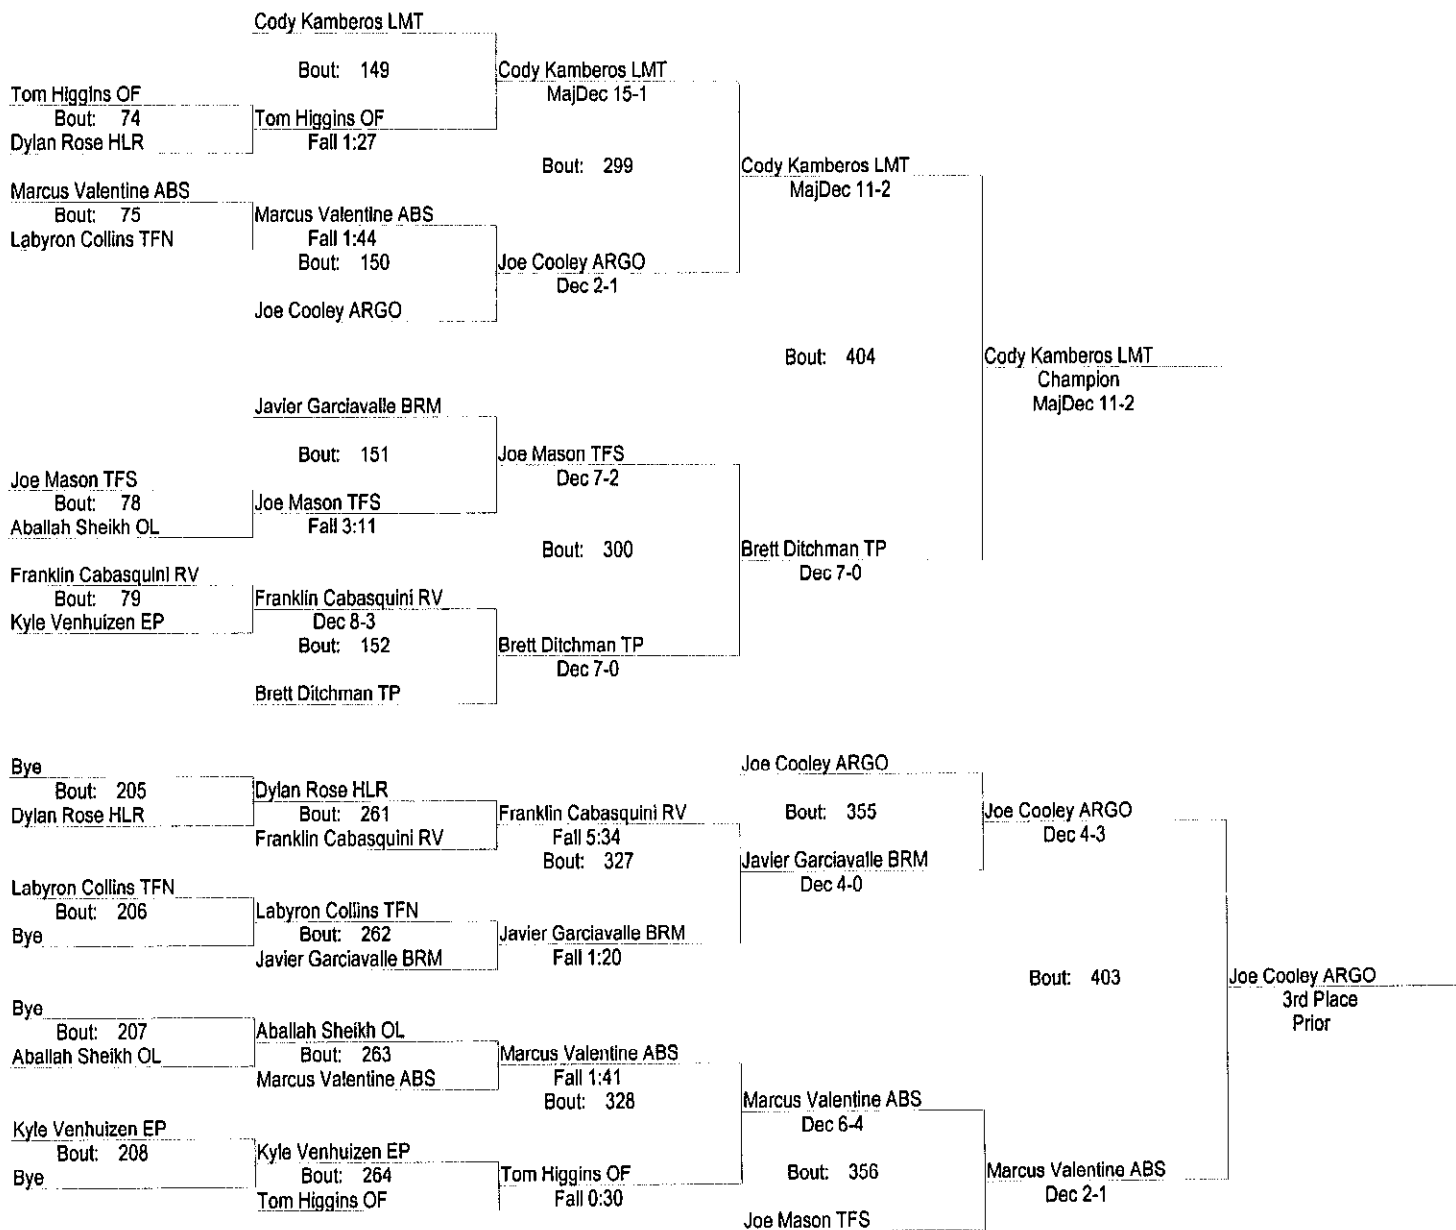 Cody Kamberos LMT
Bout: 149
Cody Kamberos LMT
MajDec 15-1
Tom Higgins OF
Bout: 74
Dylan Rose HLR
Tom Higgins OF
Fall 1:27
Bout: 299
Cody Kamberos LMT
MajDec 11-2
Marcus Valentine ABS
Bout: 75
Labyron Collins TFN
Marcus Valentine ABS
Fall 1:44
Bout: 150
Joe Cooley ARGO
Dec 2-1
Joe Cooley ARGO
Bout: 404
Cody Kamberos LMT
Champion
MajDec 11-2
Javier Garciavalle BRM
Bout: 151
Joe Mason TFS
Dec 7-2
Joe Mason TFS
Bout: 78
Aballah Sheikh OL
Joe Mason TFS
Fall 3:11
Bout: 300
Brett Ditchman TP
Dec 7-0
Franklin Cabasquini RV
Bout: 79
Kyle Venhuizen EP
Franklin Cabasquini RV
Dec 8-3
Bout: 152
Brett Ditchman TP
Dec 7-0
Brett Ditchman TP
Bye
Bout: 205
Dylan Rose HLR
Dylan Rose HLR
Bout: 261
Franklin Cabasquini RV
Franklin Cabasquini RV
Fall 5:34
Bout: 327
Joe Cooley ARGO
Bout: 355
Javier Garciavalle BRM
Dec 4-0
Joe Cooley ARGO
Dec 4-3
Labyron Collins TFN
Bout: 206
Bye
Labyron Collins TFN
Bout: 262
Javier Garciavalle BRM
Javier Garciavalle BRM
Fall 1:20
Bout: 403
Joe Cooley ARGO
3rd Place
Prior
Bye
Bout: 207
Aballah Sheikh OL
Aballah Sheikh OL
Bout: 263
Marcus Valentine ABS
Marcus Valentine ABS
Fall 1:41
Bout: 328
Marcus Valentine ABS
Dec 6-4
Bout: 356
Joe Mason TFS
Marcus Valentine ABS
Dec 2-1
Kyle Venhuizen EP
Bout: 208
Bye
Kyle Venhuizen EP
Bout: 264
Tom Higgins OF
Tom Higgins OF
Fall 0:30